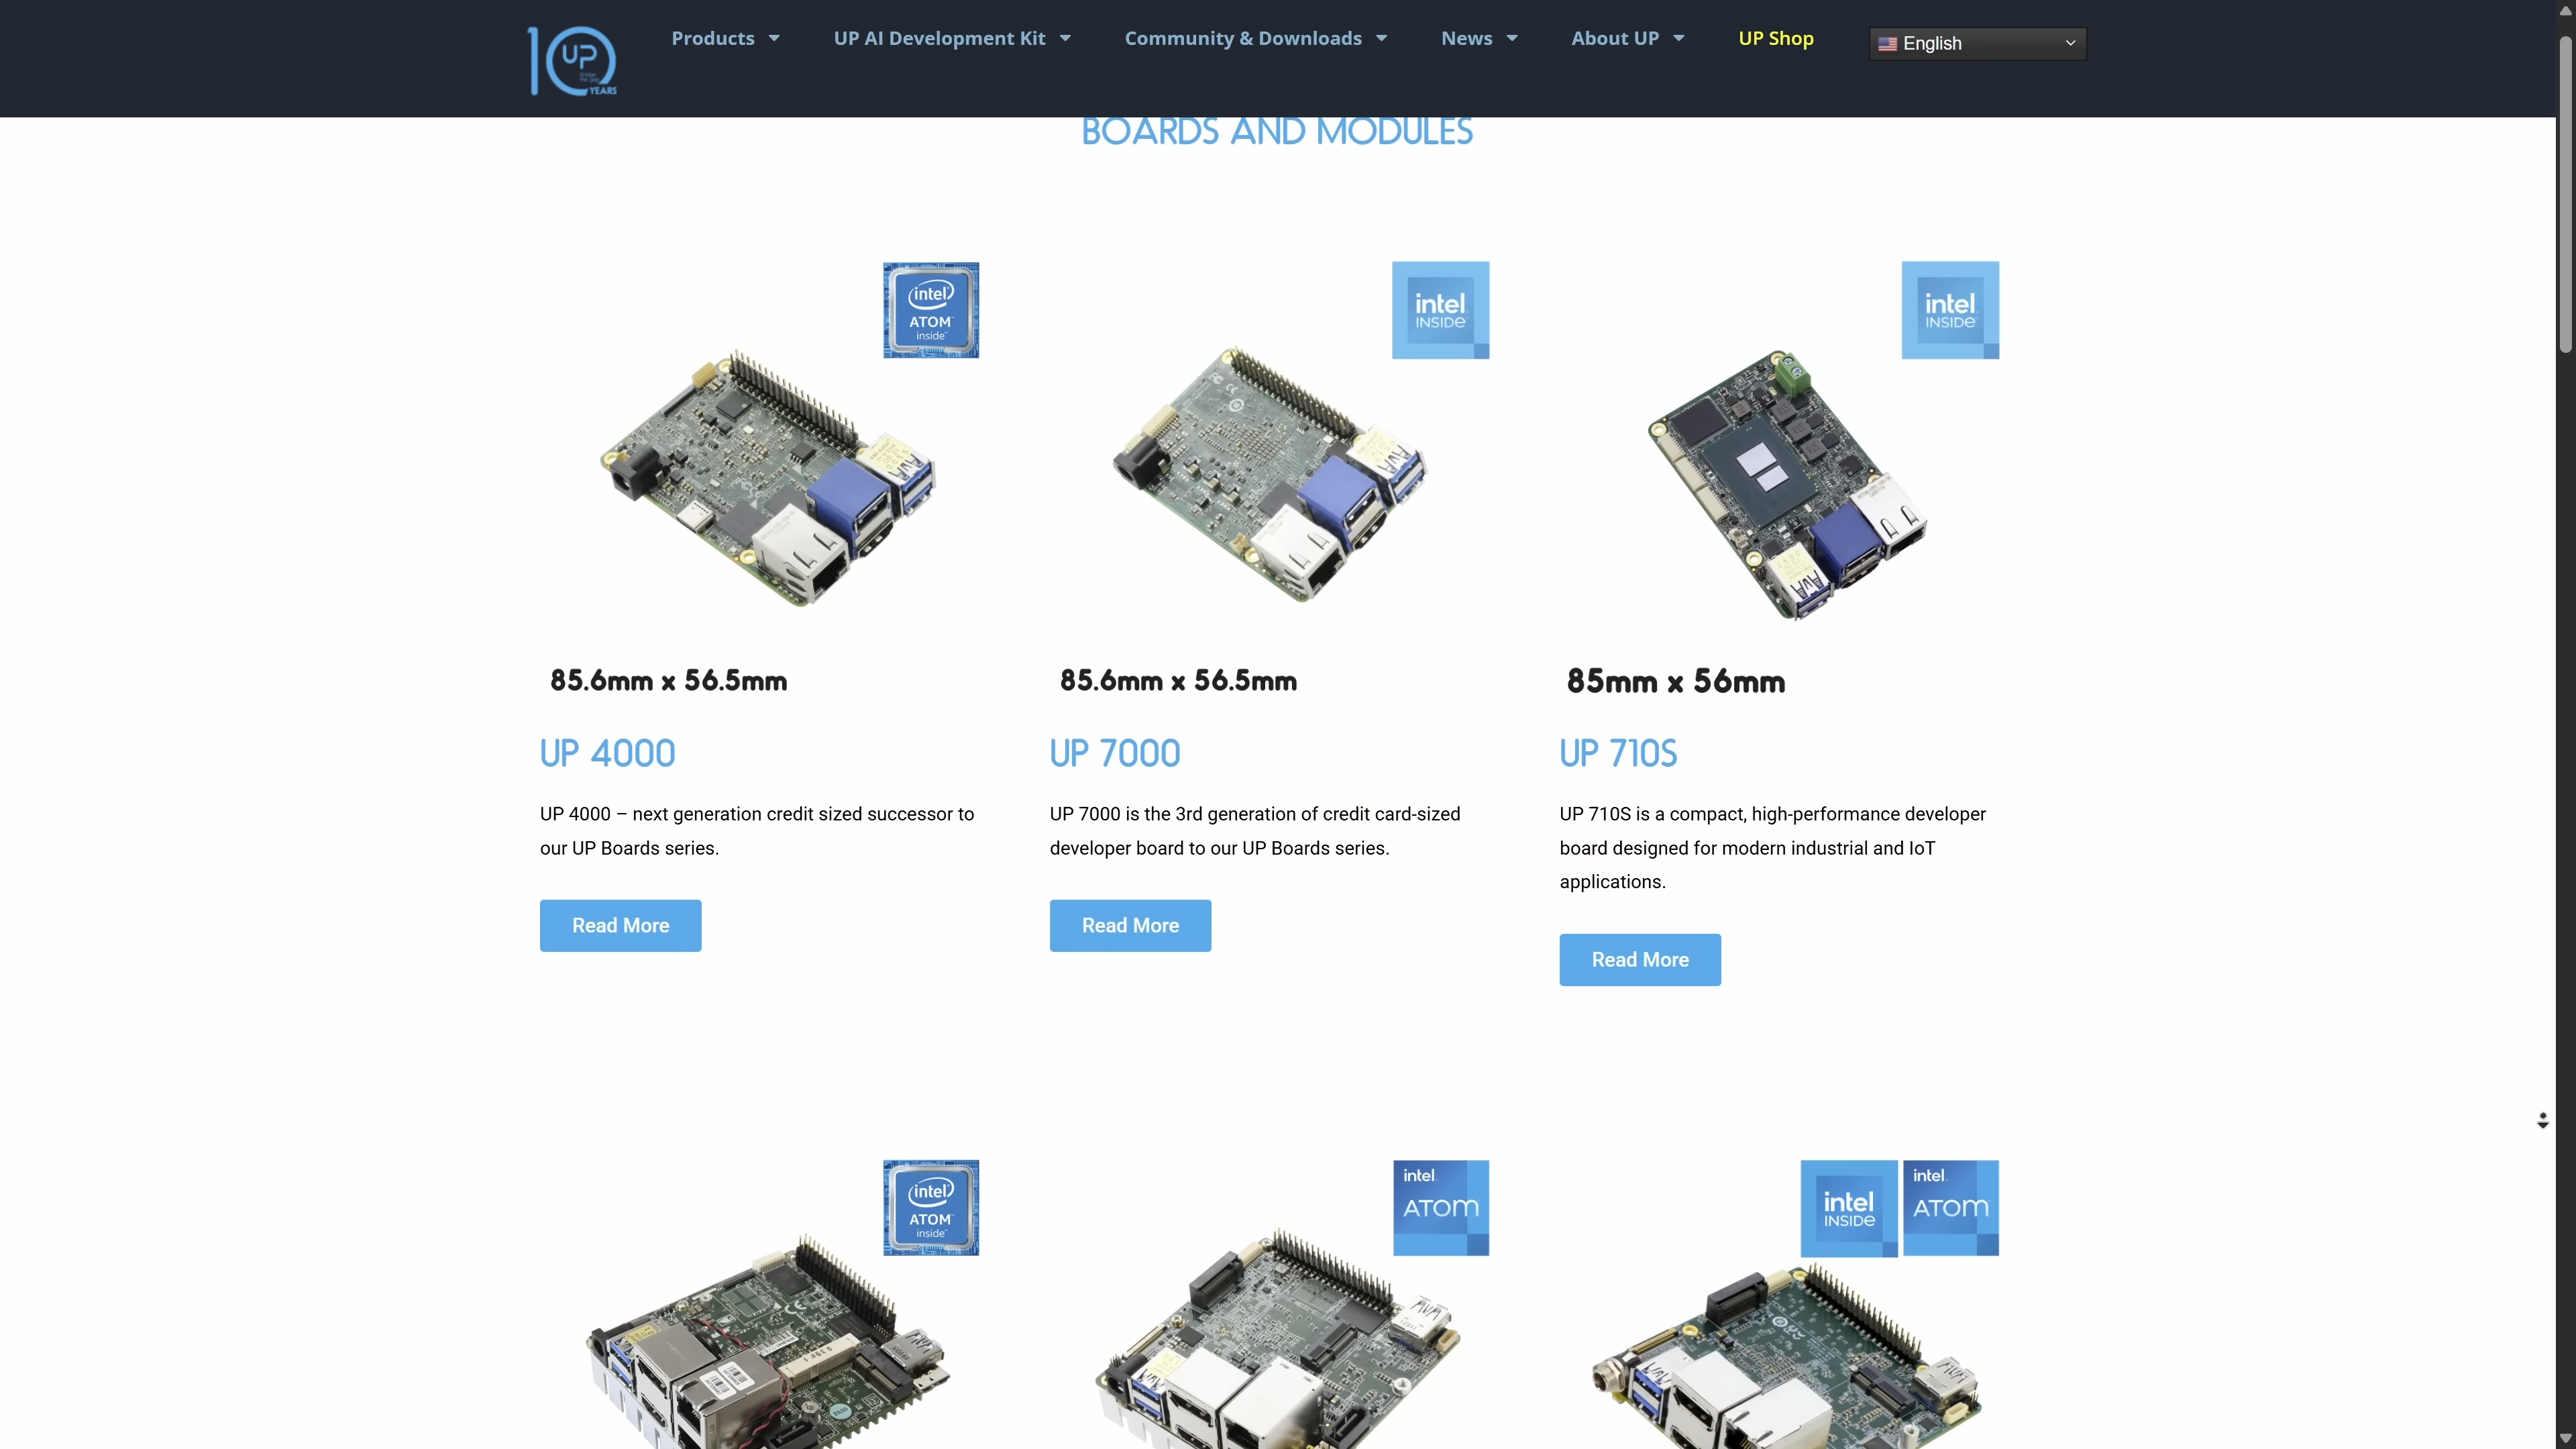 Products
UP AI Development Kit
Community & Downloads
News
About UP
UP Shop
English
10 UP
YEARS
BOARDS AND MODULES
intel
ATOM
inside
intel
INSIDE
intel
INSIDE
85.6mm x 56.5mm
85.6mm x 56.5mm
85mm x 56mm
UP 4000
UP 7000
UP 710S
UP 4000 – next generation credit sized successor to
our UP Boards series.
UP 7000 is the 3rd generation of credit card-sized
developer board to our UP Boards series.
UP 710S is a compact, high-performance developer
board designed for modern industrial and IoT
applications.
Read More
Read More
Read More
intel
ATOM
inside
intel.
ATOM
intel
INSIDE
intel.
ATOM